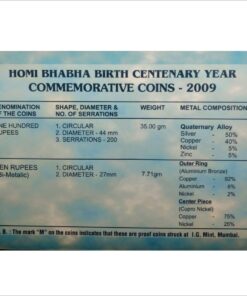 HOMI BHABHA BIRTH CENTENARY YEAR
COMMEMORATIVE COINS - 2009
ENOMINATION SHAPE, DIAMETER & WEIGHT METAL COMPOSITION
OF COINS NO. OF SERRATIONS
NE HUNDRED 1. CIRCULAR 35.00 gm Quaternary Alloy
RUPEES 2. DIAMETER - 44 mm Silver - 50%
3. SERRATIONS - 200 Copper - 40%
Nickel - 5%
Zinc - 5%
EN RUPEES 1. CIRCULAR 7.71gm Outer Ring
2. DIAMETER - 27mm (Aluminium Bronze)
Copper - 92%
Aluminium - 6%
Nickel - 2%
Center Piece
(Copro Nickel)
Copper - 75%
Nickel - 25%
B. : The mark "M" on the coins indicates that these are proof coins struck at I.G. Mint, Mumbai.